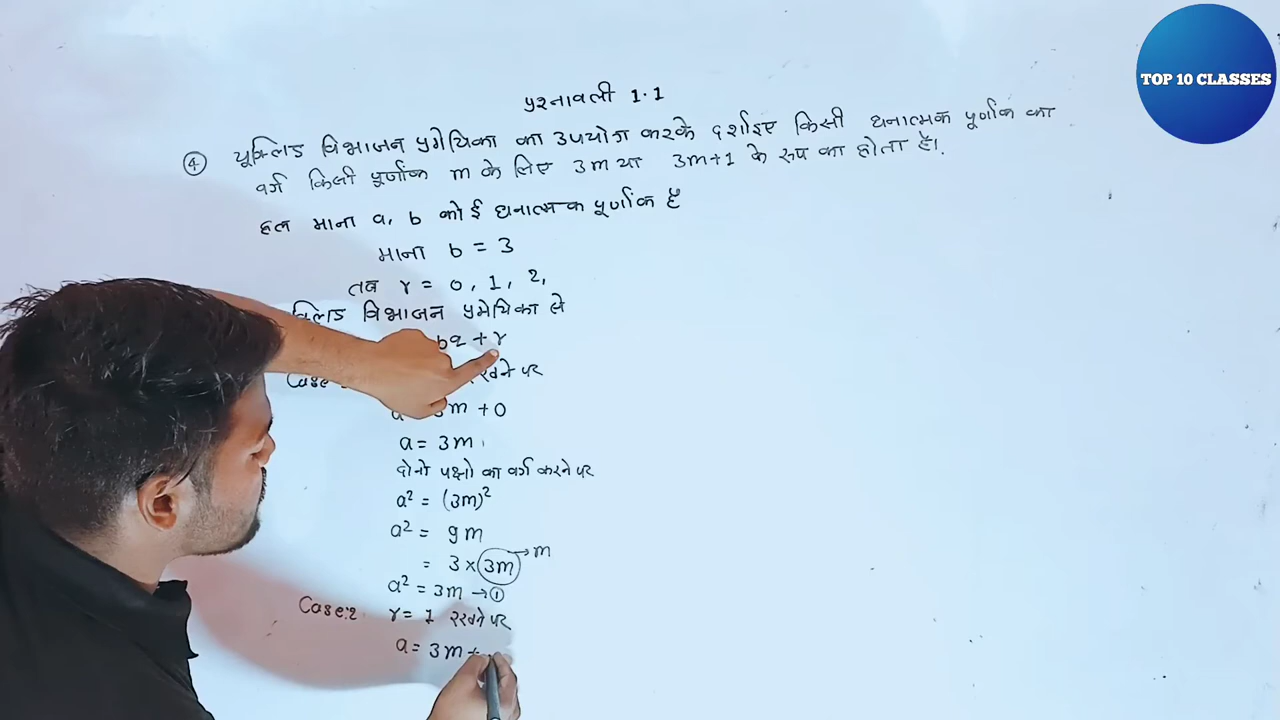 TOP 10 CLASSES
प्रश्नावली 1.1
④ यूक्लिड विभाजन प्रमेयिका का उपयोग करके दर्शाइए किसी धनात्मक पूर्णांक का
वर्ग किसी पूर्णांक m के लिए 3m या 3m+1 के रूप का होता है।
हल माना a, b कोई धनात्मक पूर्णांक है
माना b = 3
तब r = 0, 1, 2,
विभाजन प्रमेयिका से
bq + r
Case रखने पर
3m + 0
a = 3m
दोनो पक्षो का वर्ग करने पर
a² = (3m)²
a² = 9m
= 3 × 3m → m
a² = 3m → ①
Case:2 r = 1 रखने पर
a = 3m +